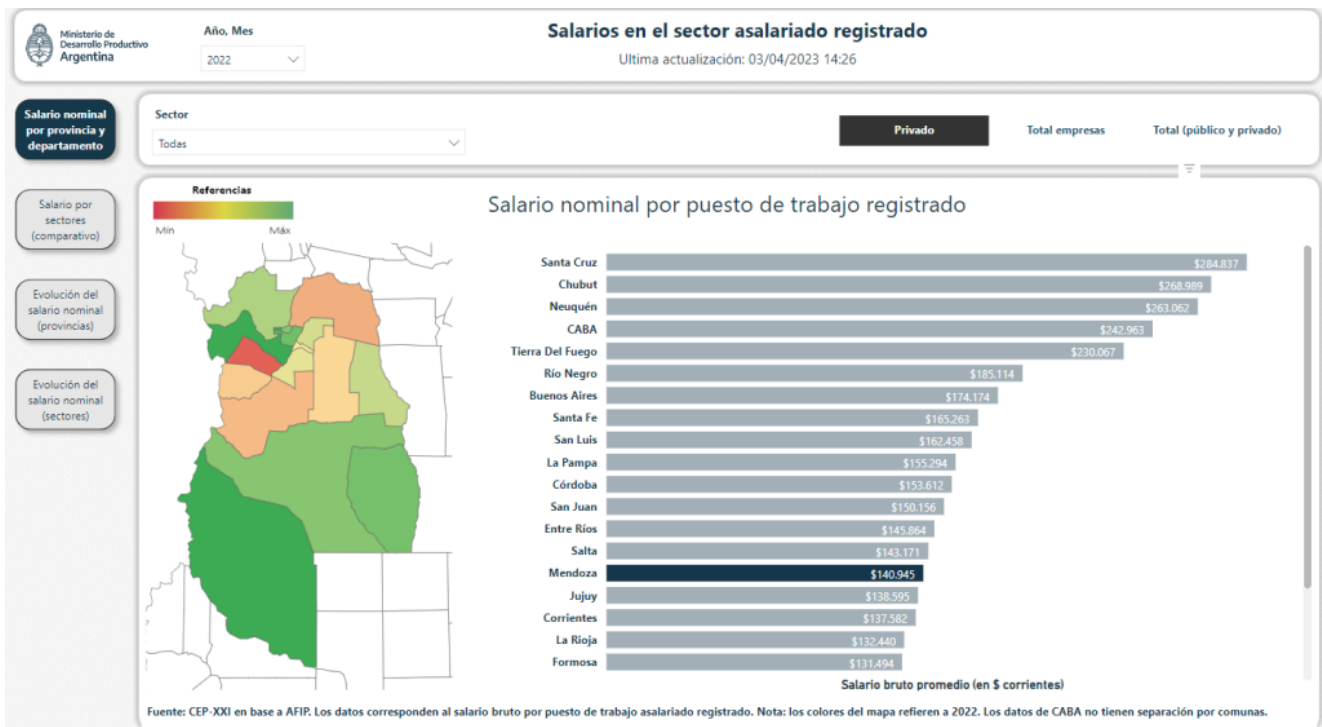 Ministerio de
Desarrollo Productivo
Argentina
Año, Mes
2022
Salarios en el sector asalariado registrado
Ultima actualización: 03/04/2023 14:26
Salario nominal
por provincia y
departamento
Salario por
sectores
(comparativo)
Evolución del
salario nominal
(provincias)
Evolución del
salario nominal
(sectores)
Sector
Todas
Privado
Total empresas
Total (público y privado)
Referencias
Mín Máx
Salario nominal por puesto de trabajo registrado
Santa Cruz $284.837
Chubut $268.989
Neuquén $263.062
CABA $242.963
Tierra Del Fuego $230.067
Río Negro $185.114
Buenos Aires $174.174
Santa Fe $165.263
San Luis $162.458
La Pampa $155.294
Córdoba $153.612
San Juan $150.156
Entre Ríos $145.864
Salta $143.171
Mendoza $140.945
Jujuy $138.595
Corrientes $137.582
La Rioja $132.440
Formosa $131.494
Salario bruto promedio (en $ corrientes)
Fuente: CEP-XXI en base a AFIP. Los datos corresponden al salario bruto por puesto de trabajo asalariado registrado. Nota: los colores del mapa refieren a 2022. Los datos de CABA no tienen separación por comunas.